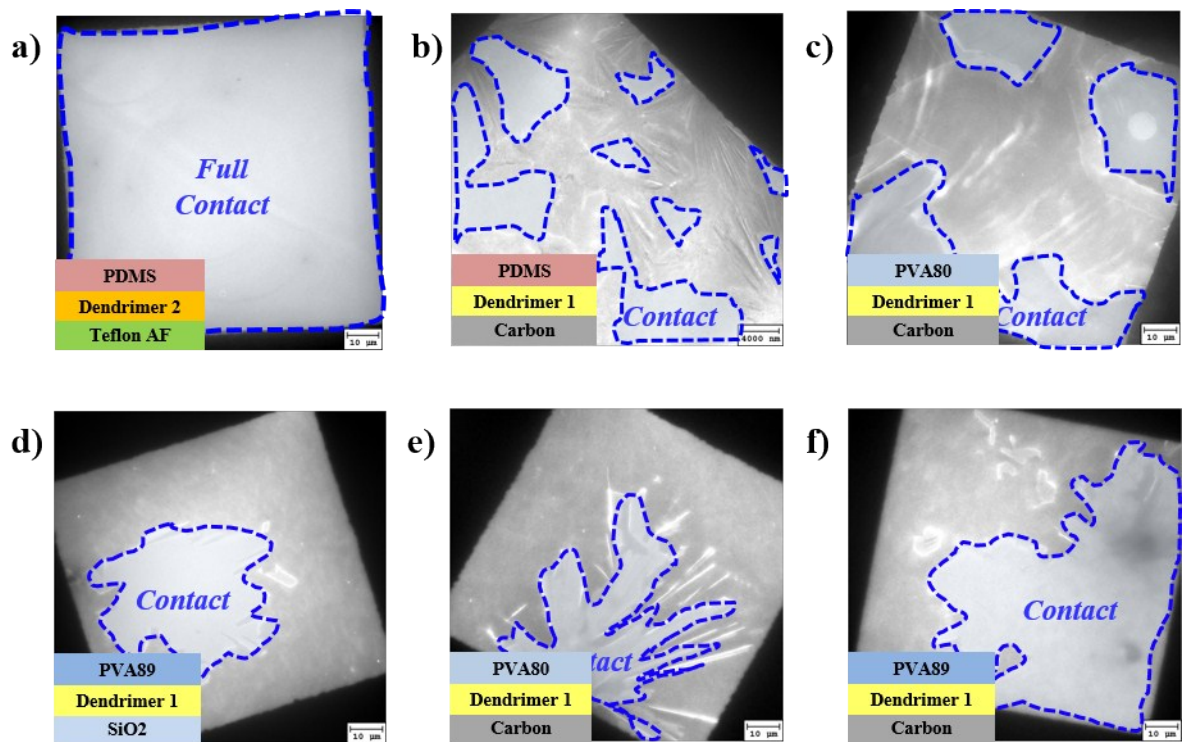 a)
Full
Contact
PDMS
Dendrimer 2
Teflon AF
10 µm
b)
Contact
PDMS
Dendrimer 1
Carbon
4000 nm
c)
Contact
PVA80
Dendrimer 1
Carbon
10 µm
d)
Contact
PVA89
Dendrimer 1
SiO2
10 µm
e)
tact
PVA80
Dendrimer 1
Carbon
10 µm
f)
Contact
PVA89
Dendrimer 1
Carbon
10 µm